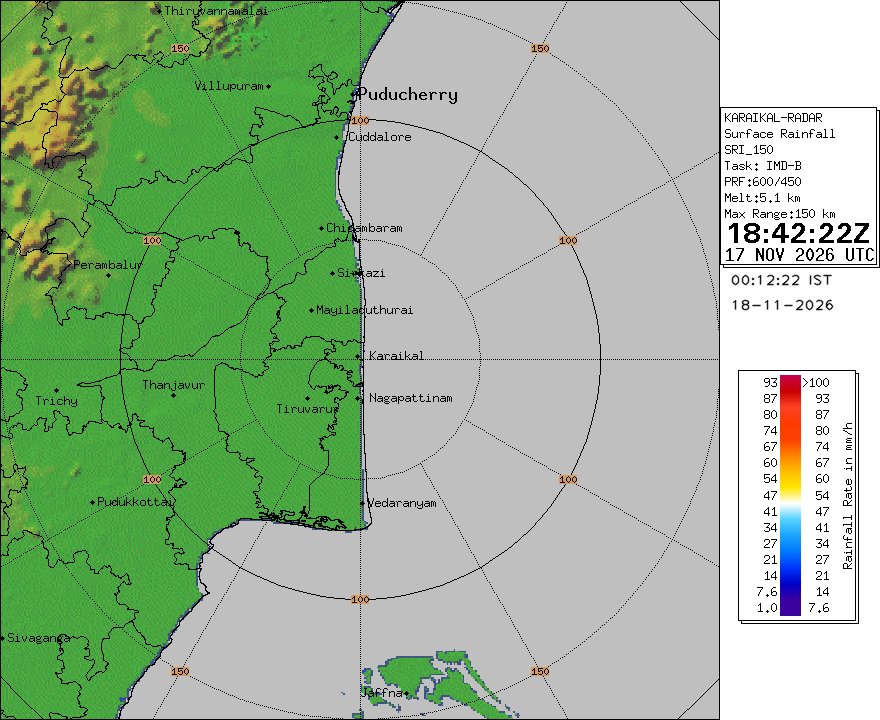 Thiruvannamalai
150
150
Villupuram
Puducherry
100
Cuddalore
Chidambaram
100
100
Perambalur
Sirkazi
Mayiladuthurai
Karaikal
Thanjavur
Trichy
Tiruvarur
Nagapattinam
100
100
Pudukkottai
Vedaranyam
100
Sivaganga
150
150
Jaffna
KARAIKAL-RADAR
Surface Rainfall
SRI_150
Task: IMD-B
PRF:600/450
Melt:5.1 km
Max Range:150 km
18:42:22Z
17 NOV 2026 UTC
00:12:22 IST
18-11-2026
93 >100
87 93
80 87
74 80
67 74
60 67
54 60
47 54
41 47
34 41
27 34
21 27
14 21
7.6 14
1.0 7.6
Rainfall Rate in mm/h